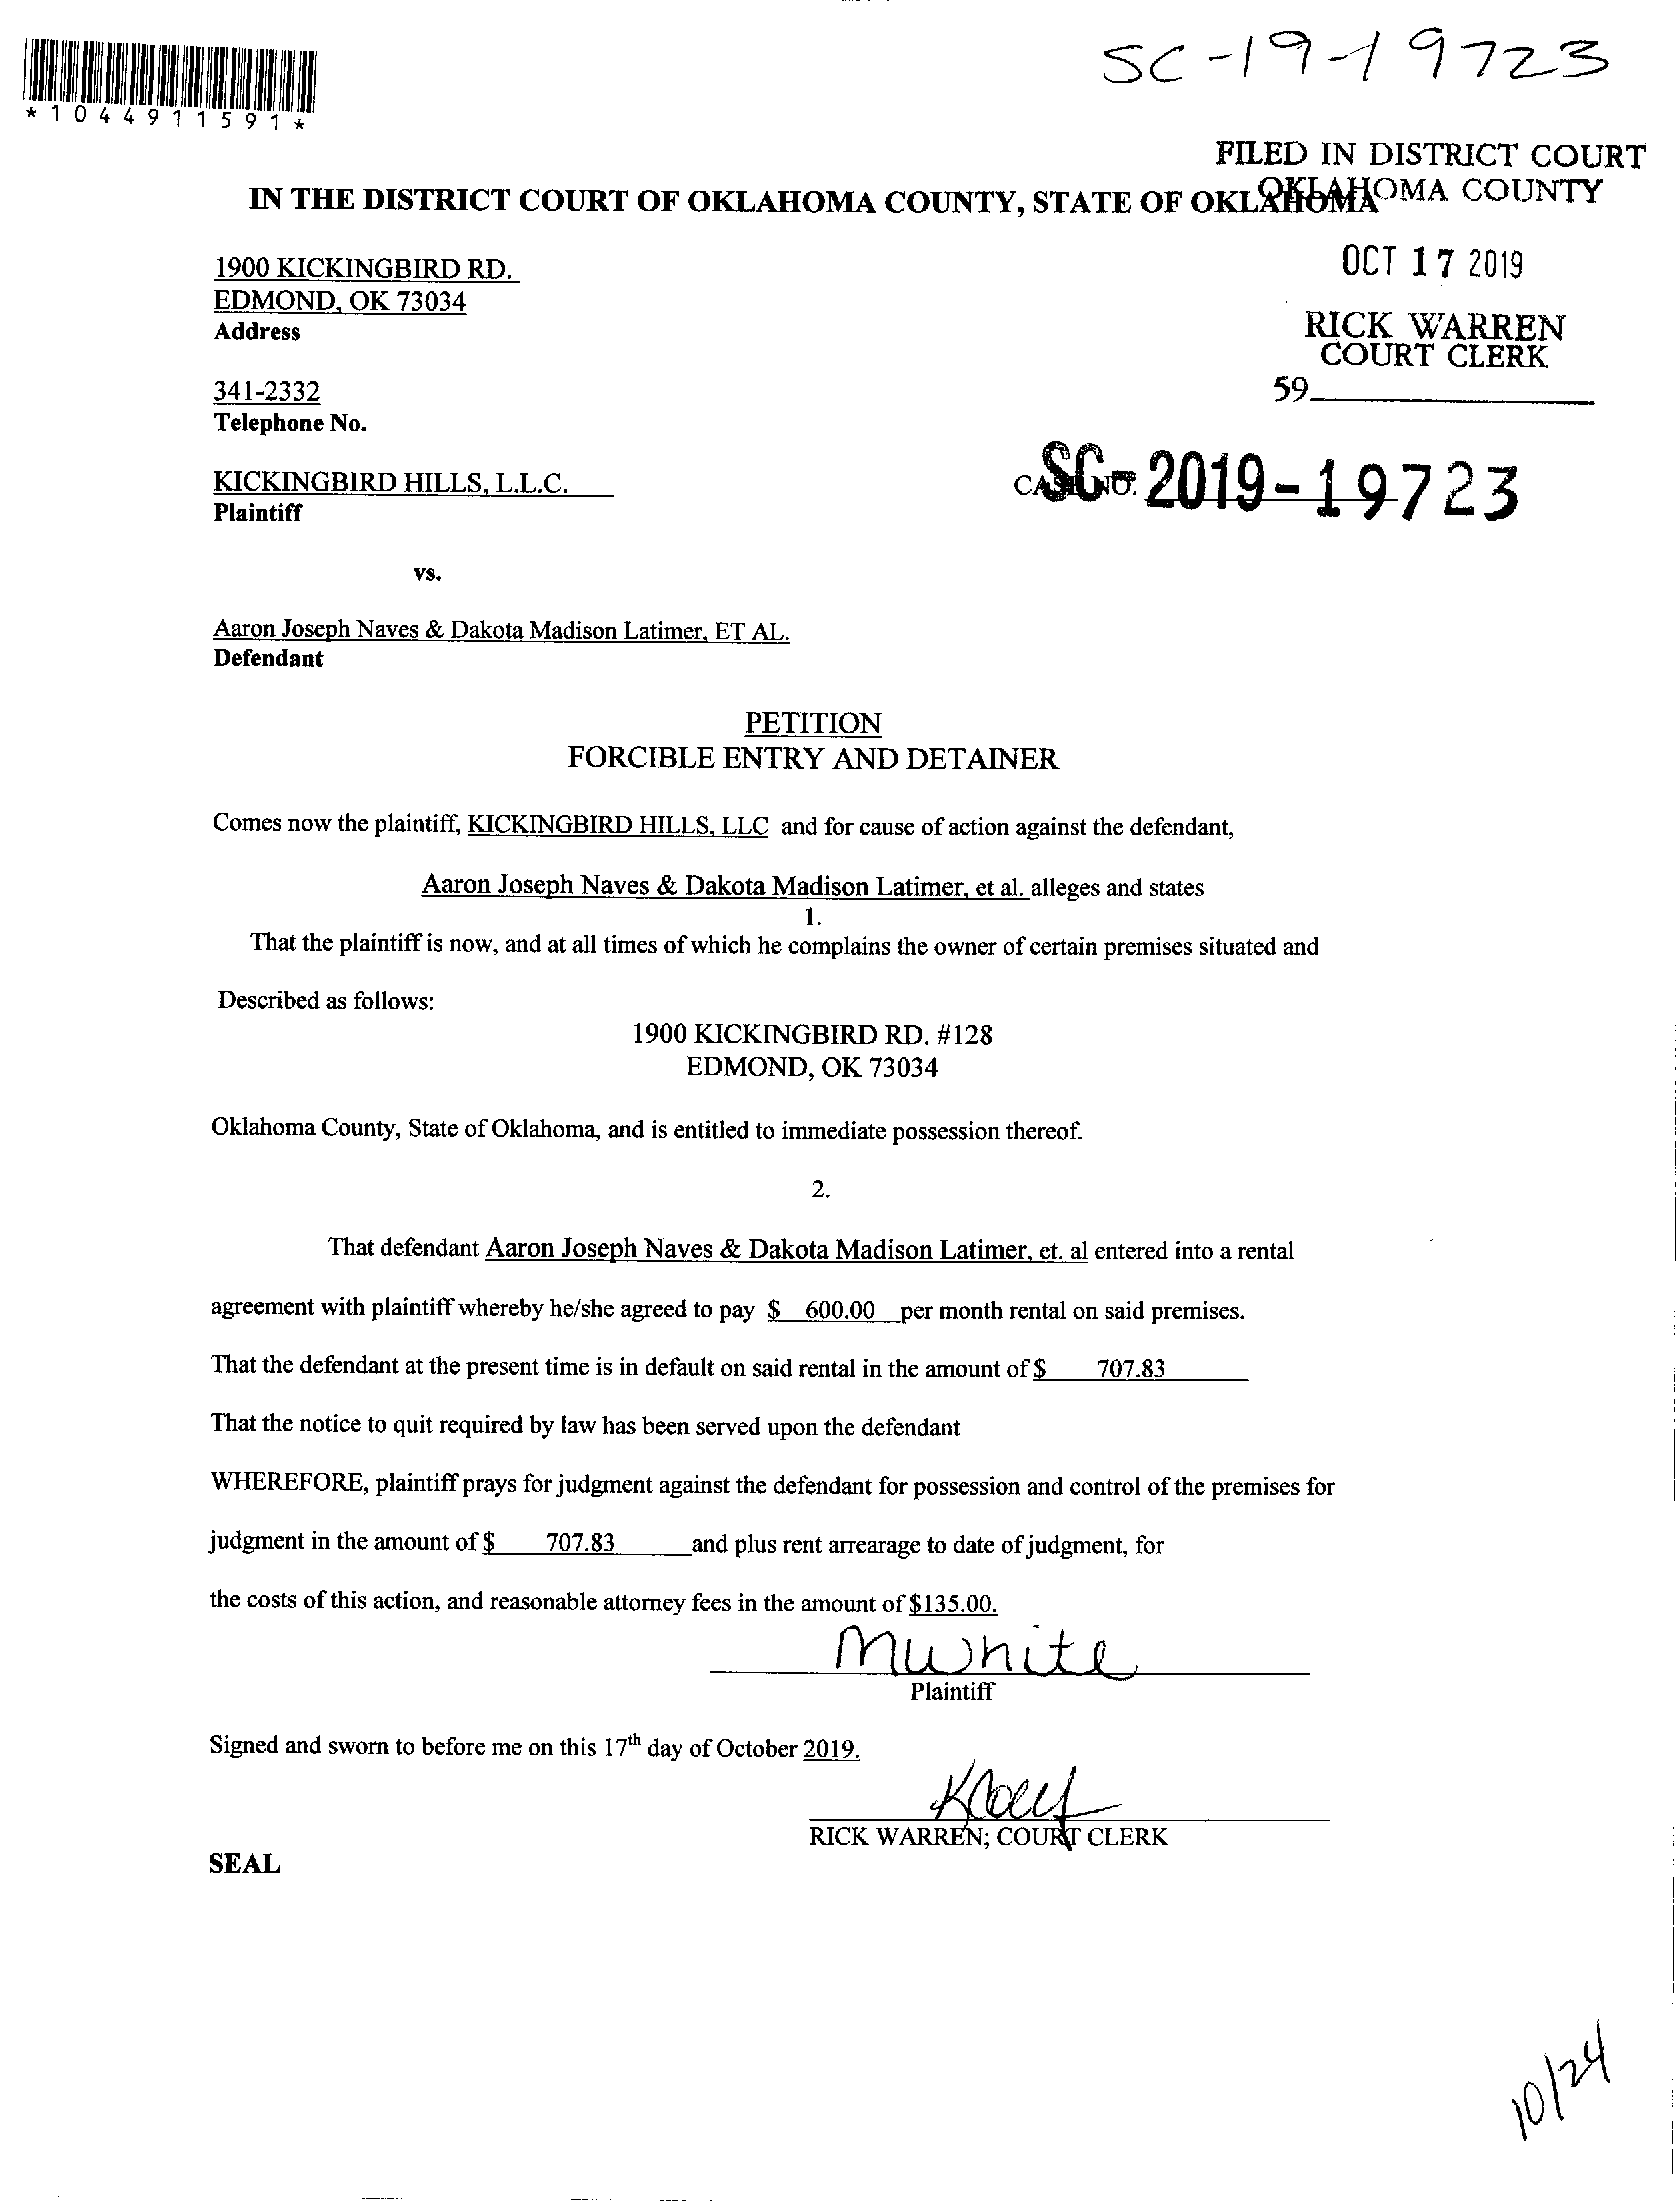 SC-19-19723
*1044911591*
FILED IN DISTRICT COURT
OKLAHOMA COUNTY
IN THE DISTRICT COURT OF OKLAHOMA COUNTY, STATE OF OKLAHOMA
OCT 17 2019
1900 KICKINGBIRD RD.
EDMOND, OK 73034
Address
RICK WARREN
COURT CLERK
59
341-2332
Telephone No.
KICKINGBIRD HILLS, L.L.C.
Plaintiff
CASE NO. SC-2019-19723
vs.
Aaron Joseph Naves & Dakota Madison Latimer, ET AL.
Defendant
PETITION
FORCIBLE ENTRY AND DETAINER
Comes now the plaintiff, KICKINGBIRD HILLS, LLC and for cause of action against the defendant,
Aaron Joseph Naves & Dakota Madison Latimer, et al. alleges and states
1.
That the plaintiff is now, and at all times of which he complains the owner of certain premises situated and
Described as follows:
1900 KICKINGBIRD RD. #128
EDMOND, OK 73034
Oklahoma County, State of Oklahoma, and is entitled to immediate possession thereof.
2.
That defendant Aaron Joseph Naves & Dakota Madison Latimer, et. al entered into a rental
agreement with plaintiff whereby he/she agreed to pay $ 600.00 per month rental on said premises.
That the defendant at the present time is in default on said rental in the amount of $ 707.83
That the notice to quit required by law has been served upon the defendant
WHEREFORE, plaintiff prays for judgment against the defendant for possession and control of the premises for
judgment in the amount of $ 707.83 and plus rent arrearage to date of judgment, for
the costs of this action, and reasonable attorney fees in the amount of $135.00.
MWhite
Plaintiff
Signed and sworn to before me on this 17th day of October 2019.
RICK WARREN; COURT CLERK
SEAL
10/24